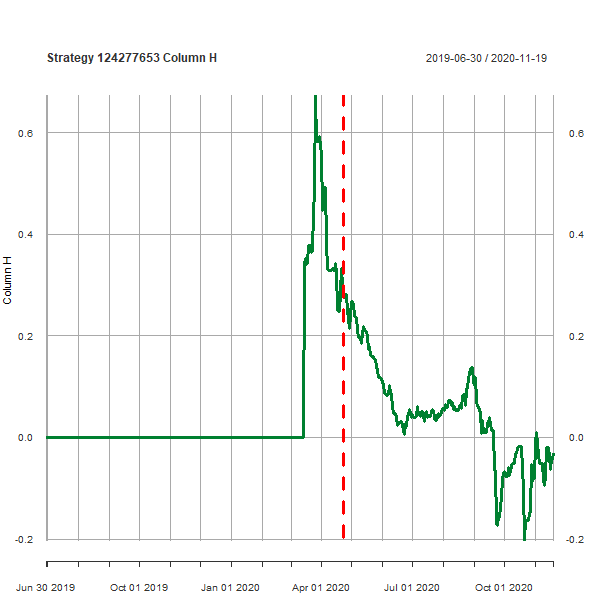 Strategy 124277653 Column H
2019-06-30 / 2020-11-19
0.6
0.6
0.4
0.4
Column H
0.2
0.2
0.0
0.0
-0.2
-0.2
Jun 30 2019
Oct 01 2019
Jan 01 2020
Apr 01 2020
Jul 01 2020
Oct 01 2020